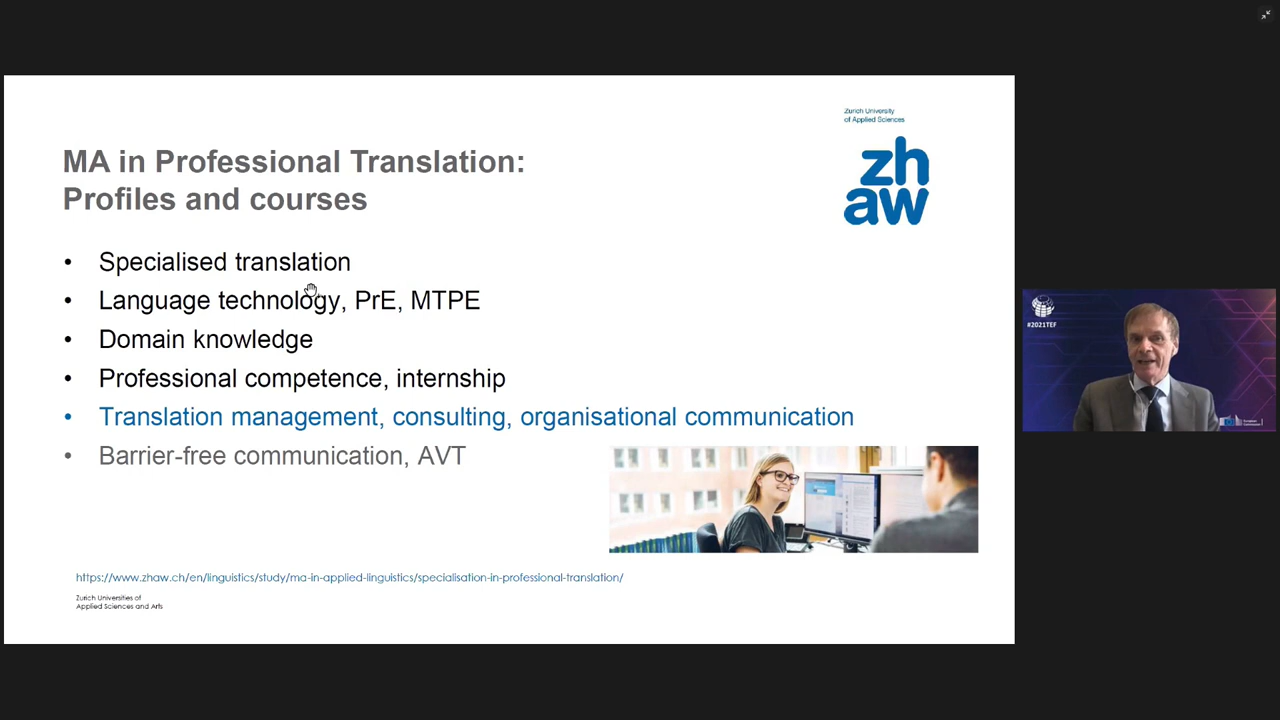 Zurich University
of Applied Sciences
zh
aw
MA in Professional Translation:
Profiles and courses
• Specialised translation
• Language technology, PrE, MTPE
• Domain knowledge
• Professional competence, internship
• Translation management, consulting, organisational communication
• Barrier-free communication, AVT
https://www.zhaw.ch/en/linguistics/study/ma-in-applied-linguistics/specialisation-in-professional-translation/
Zurich Universities of
Applied Sciences and Arts
#2021TEF
European
Commission